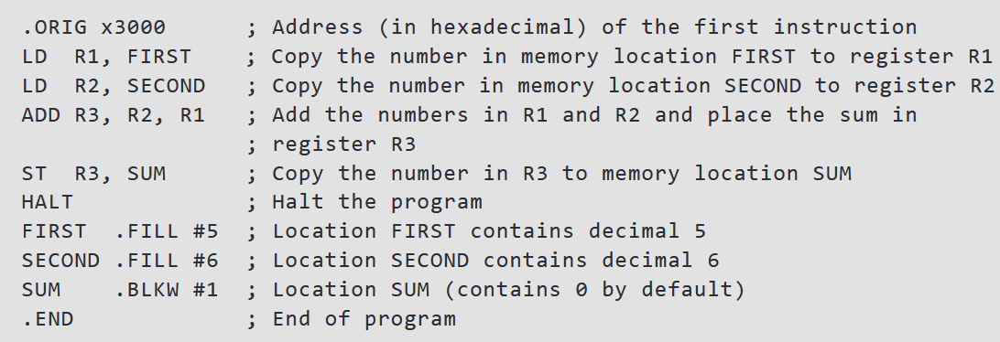 .ORIG x3000      ; Address (in hexadecimal) of the first instruction
LD  R1, FIRST    ; Copy the number in memory location FIRST to register R1
LD  R2, SECOND   ; Copy the number in memory location SECOND to register R2
ADD R3, R2, R1   ; Add the numbers in R1 and R2 and place the sum in
                 ; register R3
ST  R3, SUM      ; Copy the number in R3 to memory location SUM
HALT             ; Halt the program
FIRST  .FILL #5  ; Location FIRST contains decimal 5
SECOND .FILL #6  ; Location SECOND contains decimal 6
SUM    .BLKW #1  ; Location SUM (contains 0 by default)
.END             ; End of program